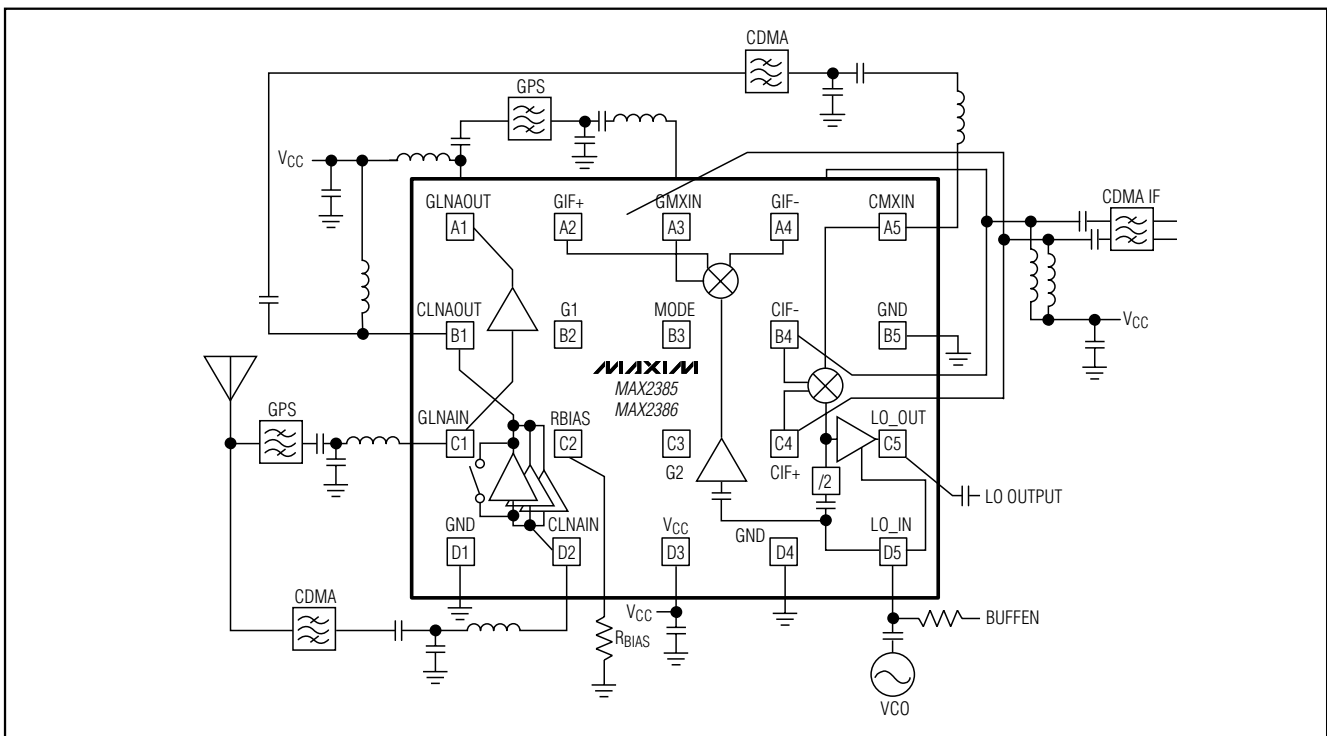 CDMA
GPS
VCC
GLNAOUT
GIF+
GMXIN
GIF-
CMXIN
CDMA IF
A1
A2
A3
A4
A5
CLNAOUT
G1
MODE
CIF-
GND
VCC
B1
B2
B3
B4
B5
MAXIM
MAX2385
MAX2386
GPS
GLNAIN
RBIAS
LO_OUT
C1
C2
C3
C4
C5
G2
CIF+
/2
LO OUTPUT
GND
CLNAIN
VCC
GND
LO_IN
D1
D2
D3
D4
D5
CDMA
VCC
RBIAS
BUFFEN
VCO